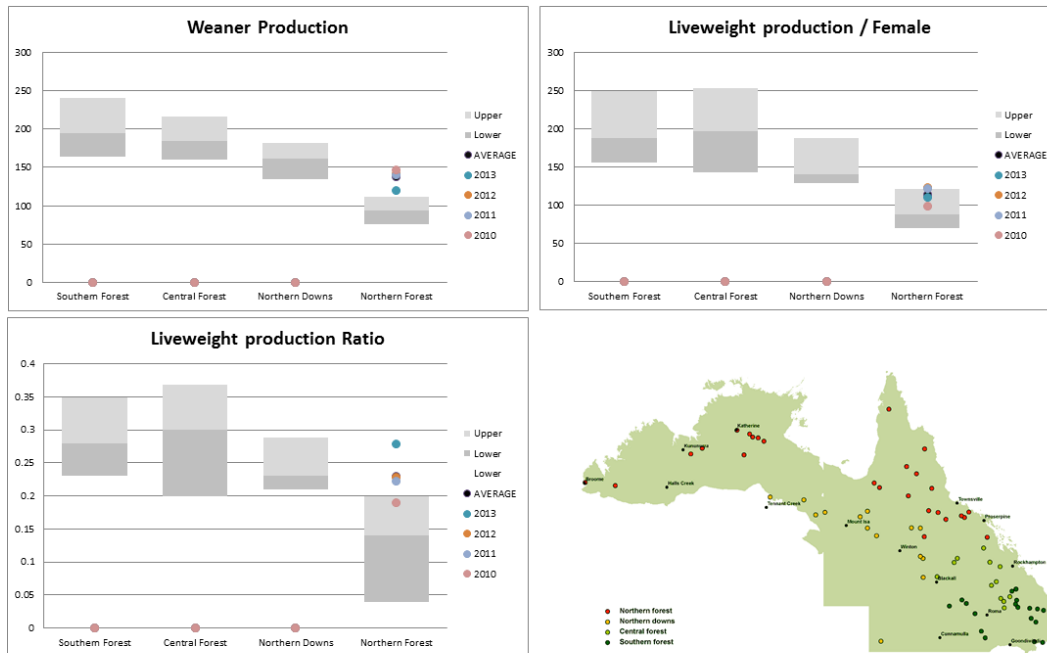 Weaner Production
300
250
200
150
100
50
0
Southern Forest Central Forest Northern Downs Northern Forest
Upper
Lower
AVERAGE
2013
2012
2011
2010
Liveweight production / Female
300
250
200
150
100
50
0
Southern Forest Central Forest Northern Downs Northern Forest
Upper
Lower
AVERAGE
2013
2012
2011
2010
Liveweight production Ratio
0.4
0.35
0.3
0.25
0.2
0.15
0.1
0.05
0
Southern Forest Central Forest Northern Downs Northern Forest
Upper
Lower
Lower
AVERAGE
2013
2012
2011
2010
Katherine
Kununurra
Broome
Halls Creek
Tennant Creek
Mount Isa
Townsville
Proserpine
Winton
Rockhampton
Blackall
Roma
Cunnamulla
Northern forest
Northern downs
Central forest
Southern forest